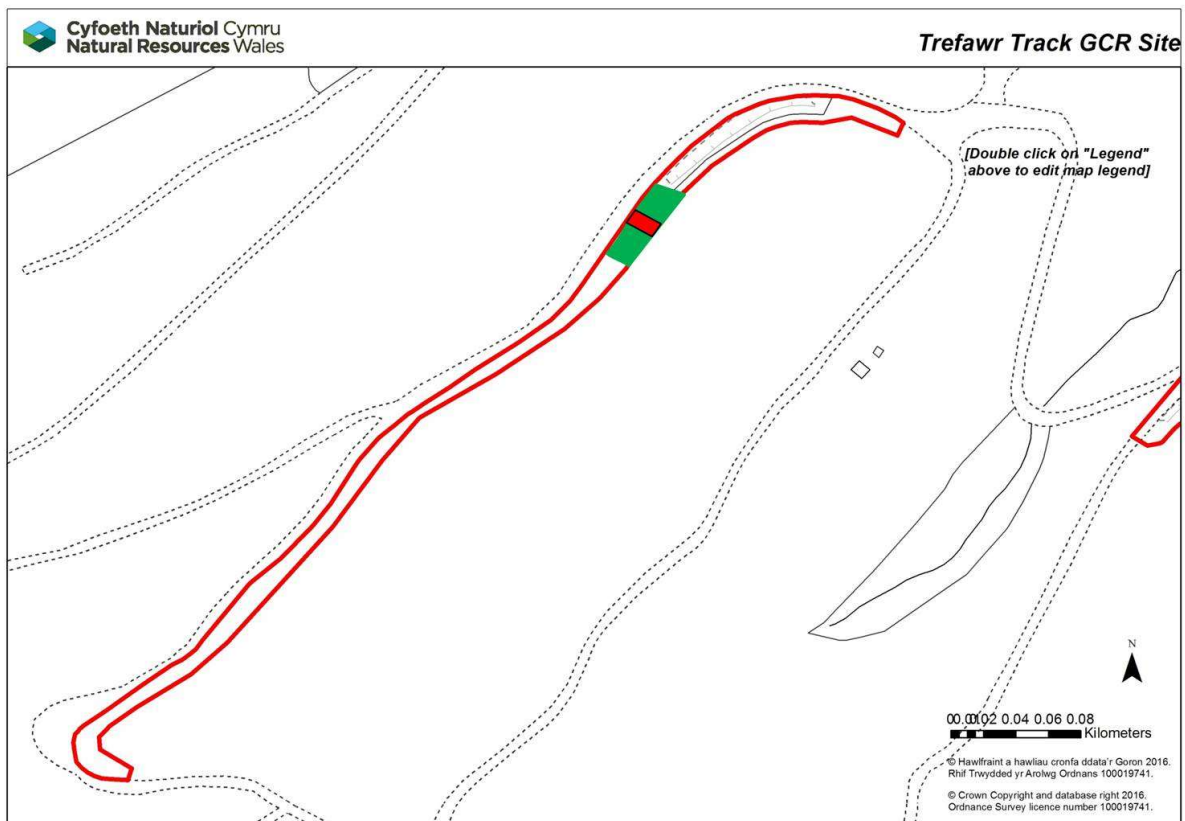 Cyfoeth Naturiol Cymru
Natural Resources Wales
Trefawr Track GCR Site
[Double click on "Legend"
above to edit map legend]
N
0.04 0.06 0.08
Kilometers
© Hawlfraint a hawliau cronfa ddata'r Goron 2016.
Rhif Trwydded yr Arolwg Ordnans 100019741.
© Crown Copyright and database right 2016.
Ordnance Survey licence number 100019741.